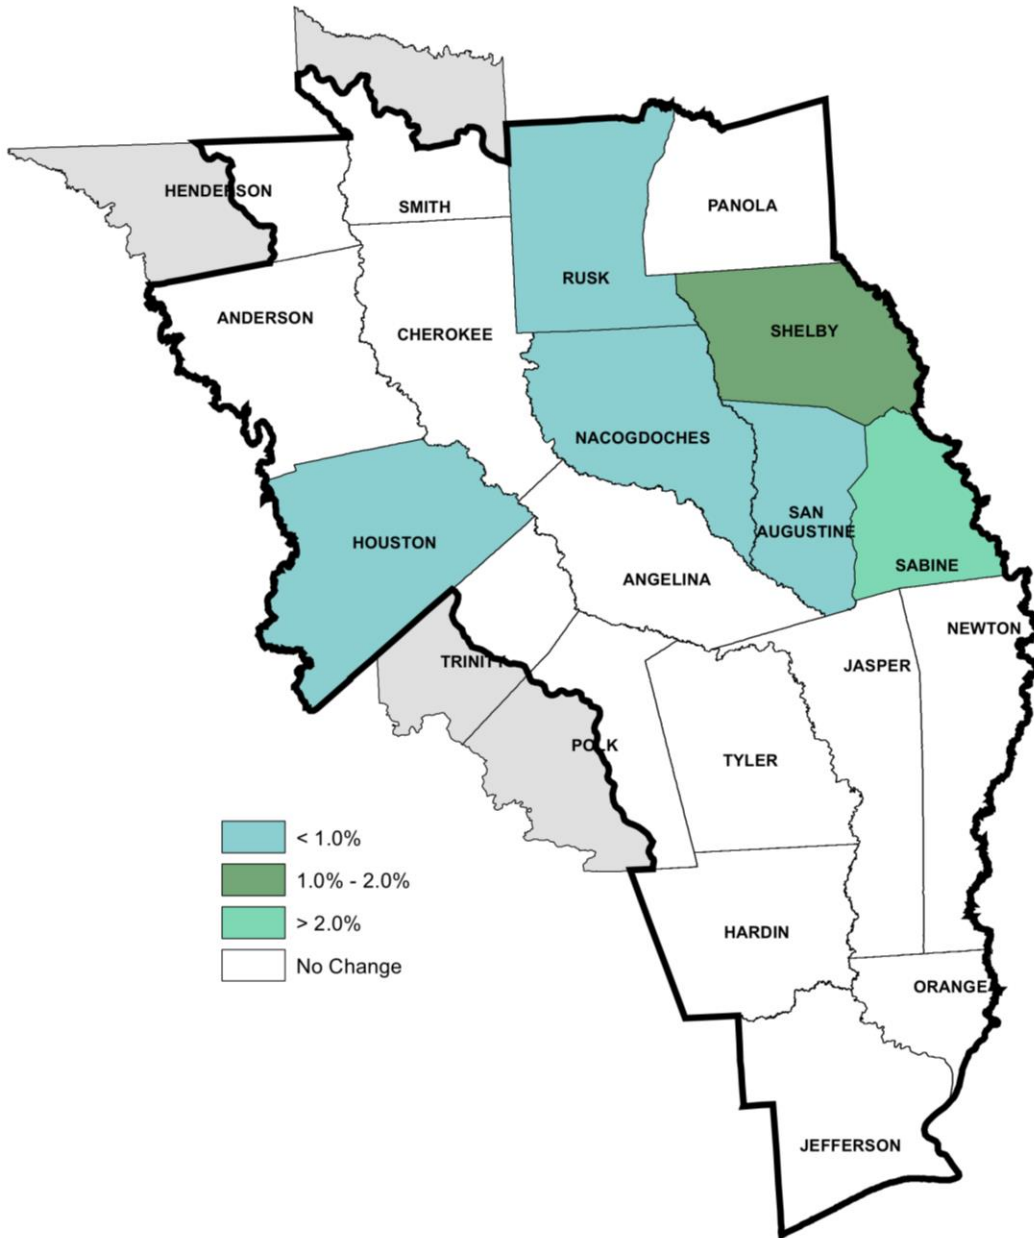 HENDERSON
SMITH
PANOLA
RUSK
ANDERSON
CHEROKEE
SHELBY
NACOGDOCHES
HOUSTON
SAN
AUGUSTINE
ANGELINA
SABINE
NEWTON
TRINITY
JASPER
POLK
TYLER
< 1.0%
1.0% - 2.0%
> 2.0%
No Change
HARDIN
ORANGE
JEFFERSON